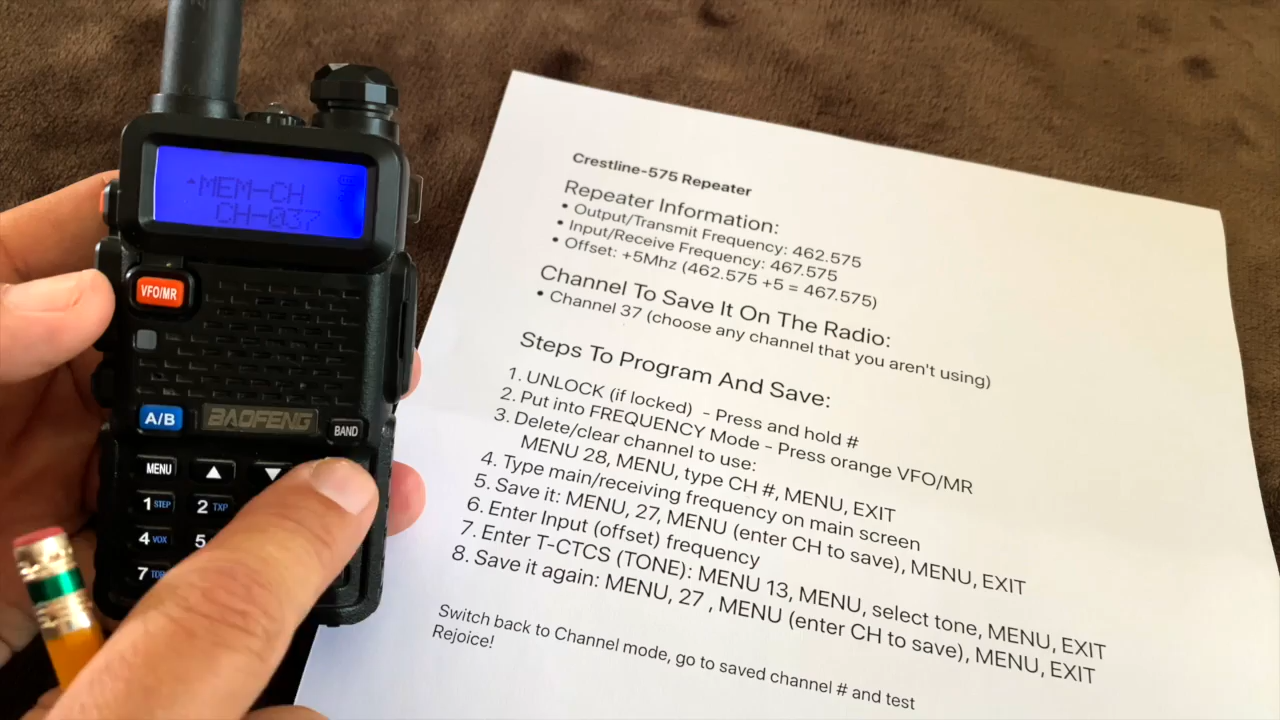 MEM-CH
CH-037
VFO/MR
A/B
BAOFENG
BAND
MENU
1 STEP
2 TXP
4 VOX
5
7
Crestline-575 Repeater
Repeater Information:
• Output/Transmit Frequency: 462.575
• Input/Receive Frequency: 467.575
• Offset: +5Mhz (462.575 +5 = 467.575)
Channel To Save It On The Radio:
• Channel 37 (choose any channel that you aren't using)
Steps To Program And Save:
1. UNLOCK (if locked) - Press and hold #
2. Put into FREQUENCY Mode - Press orange VFO/MR
3. Delete/clear channel to use:
MENU 28, MENU, type CH #, MENU, EXIT
4. Type main/receiving frequency on main screen
5. Save it: MENU, 27, MENU (enter CH to save), MENU, EXIT
6. Enter Input (offset) frequency
7. Enter T-CTCS (TONE): MENU 13, MENU, select tone, MENU, EXIT
8. Save it again: MENU, 27 , MENU (enter CH to save), MENU, EXIT
Switch back to Channel mode, go to saved channel # and test
Rejoice!